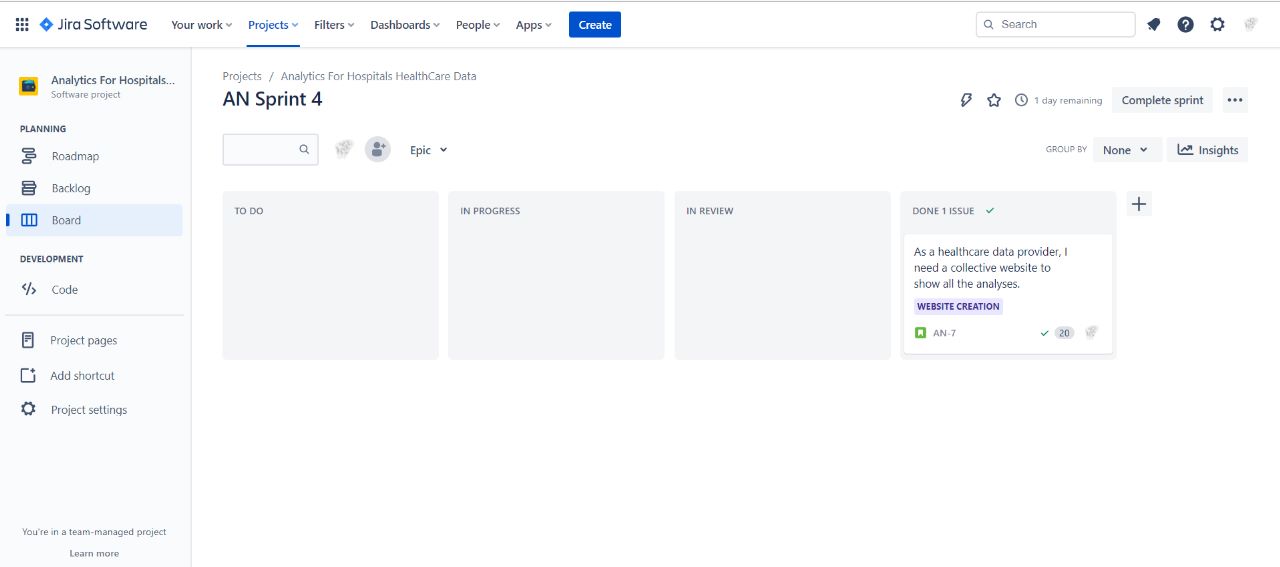 Jira Software
Your work
Projects
Filters
Dashboards
People
Apps
Create
Search
Analytics For Hospitals...
Software project
PLANNING
Roadmap
Backlog
Board
DEVELOPMENT
Code
Project pages
Add shortcut
Project settings
You're in a team-managed project
Learn more
Projects / Analytics For Hospitals HealthCare Data
AN Sprint 4
1 day remaining
Complete sprint
Epic
GROUP BY
None
Insights
TO DO
IN PROGRESS
IN REVIEW
DONE 1 ISSUE
As a healthcare data provider, I
need a collective website to
show all the analyses.
WEBSITE CREATION
AN-7
20